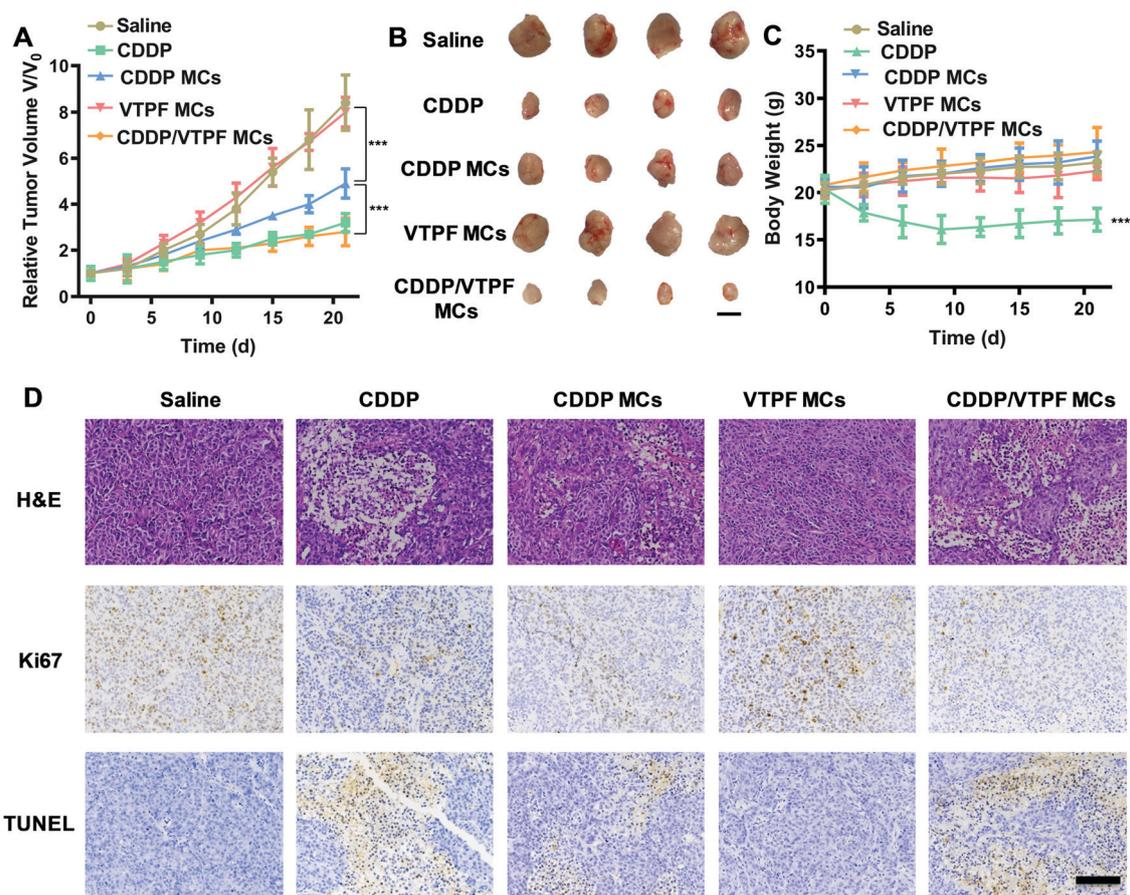 A
Saline
CDDP
CDDP MCs
VTPF MCs
CDDP/VTPF MCs
Relative Tumor Volume V/V0
10
8
6
4
2
0
***
***
0 5 10 15 20
Time (d)
B
Saline
CDDP
CDDP MCs
VTPF MCs
CDDP/VTPF
MCs
C
Saline
CDDP
CDDP MCs
VTPF MCs
CDDP/VTPF MCs
Body Weight (g)
35
30
25
20
15
10
***
0 5 10 15 20
Time (d)
D
Saline CDDP CDDP MCs VTPF MCs CDDP/VTPF MCs
H&E
Ki67
TUNEL